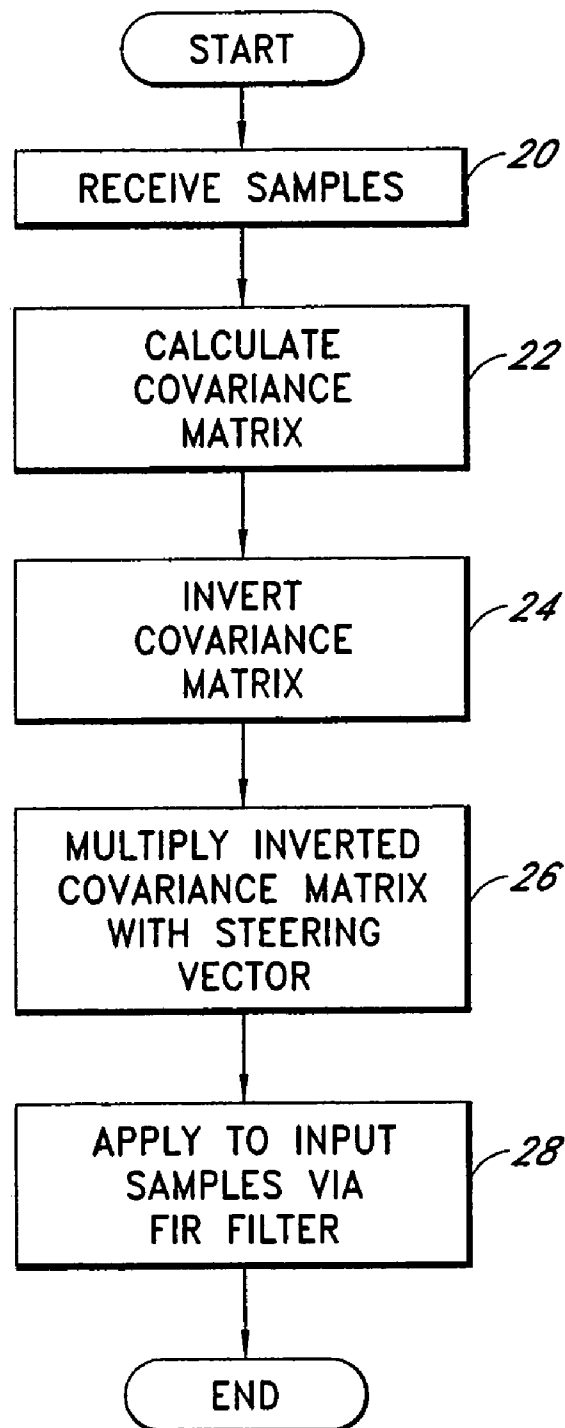 START
RECEIVE SAMPLES
20
CALCULATE
COVARIANCE
MATRIX
22
INVERT
COVARIANCE
MATRIX
24
MULTIPLY INVERTED
COVARIANCE MATRIX
WITH STEERING
VECTOR
26
APPLY TO INPUT
SAMPLES VIA
FIR FILTER
28
END